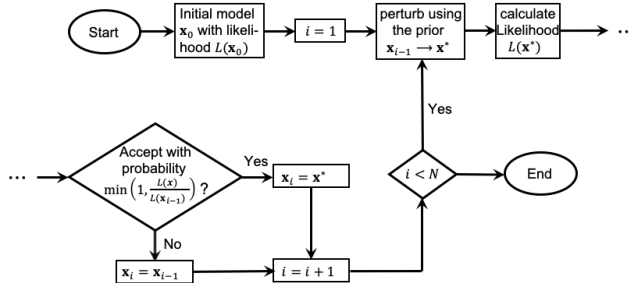 Start
Initial model
𝐱₀ with likeli-
hood L(𝐱₀)
i = 1
perturb using
the prior
𝐱ᵢ₋₁ → 𝐱*
calculate
Likelihood
L(𝐱*)
..
...
Accept with
probability
min (1, L(𝒙)/L(𝐱ᵢ₋₁)) ?
Yes
𝐱ᵢ = 𝐱*
No
𝐱ᵢ = 𝐱ᵢ₋₁
i = i + 1
Yes
i < N
End